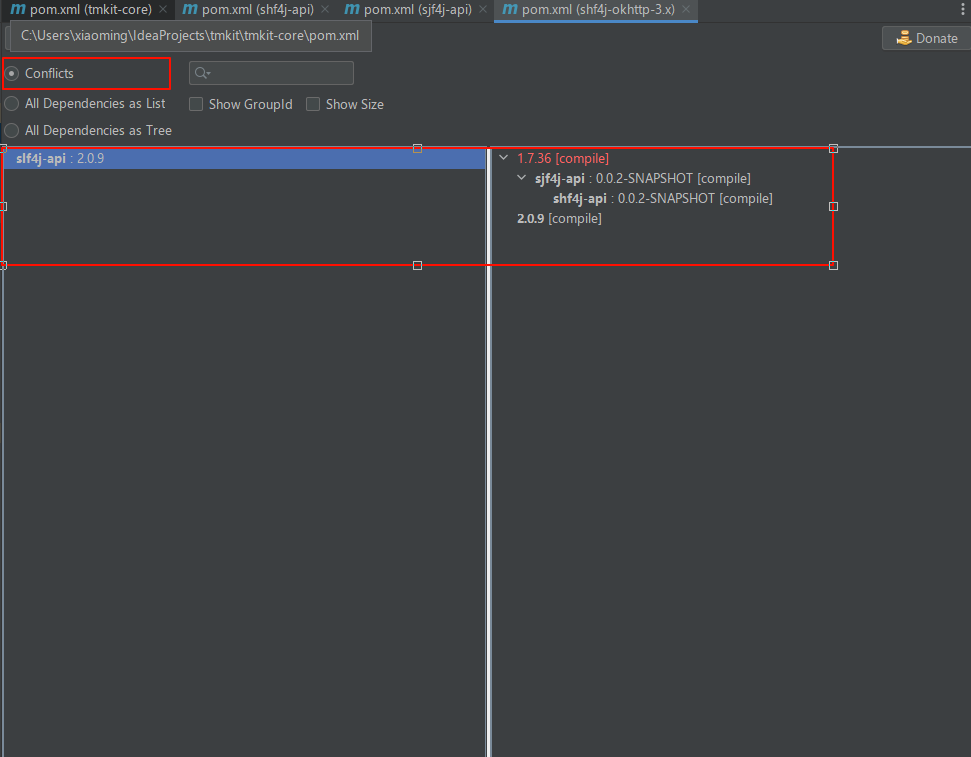 m pom.xml (tmkit-core) × m pom.xml (shf4j-api) × m pom.xml (sjf4j-api) × m pom.xml (shf4j-okhttp-3.x) ×
C:\Users\xiaoming\IdeaProjects\tmkit\tmkit-core\pom.xml
Donate
Conflicts
All Dependencies as List
Show GroupId
Show Size
All Dependencies as Tree
slf4j-api : 2.0.9
1.7.36 [compile]
sjf4j-api : 0.0.2-SNAPSHOT [compile]
shf4j-api : 0.0.2-SNAPSHOT [compile]
2.0.9 [compile]